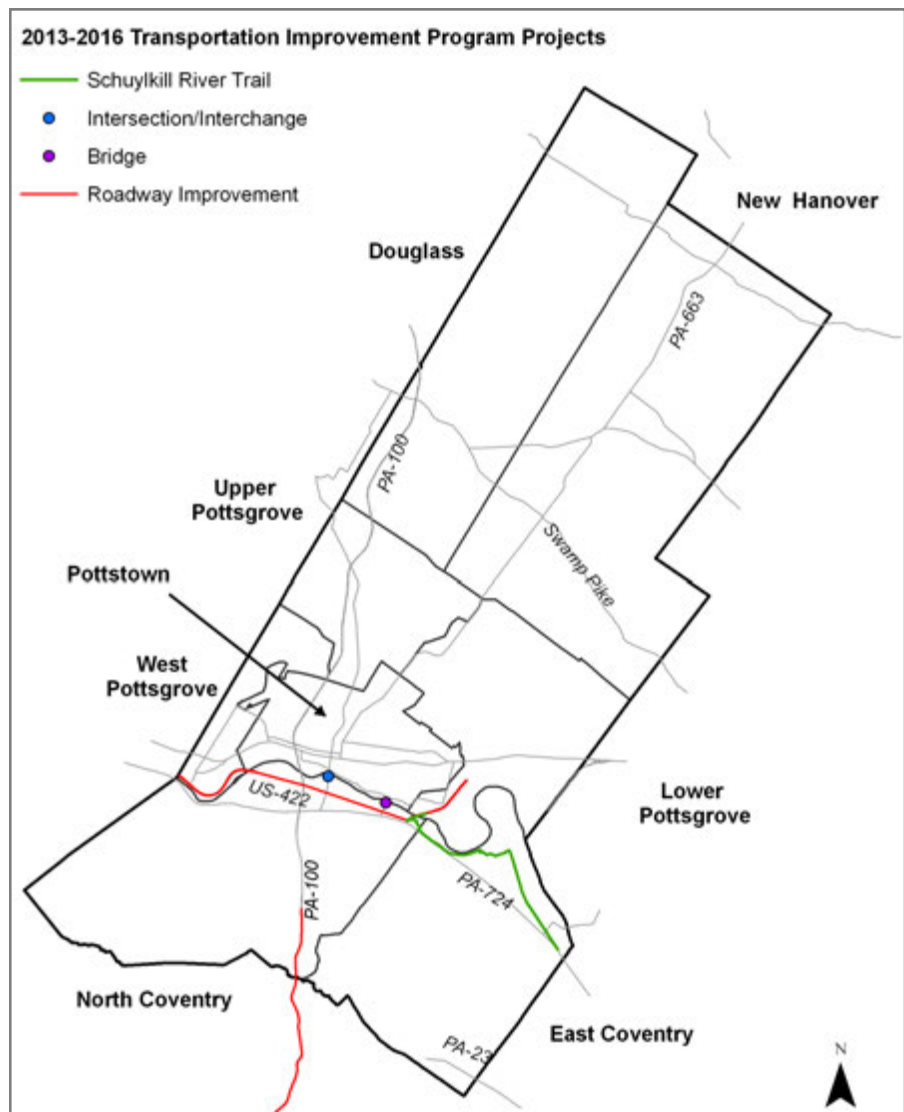 2013-2016 Transportation Improvement Program Projects
Schuylkill River Trail
Intersection/Interchange
Bridge
Roadway Improvement
New Hanover
Douglass
PA-663
PA-100
Upper
Pottsgrove
Swamp Pike
Pottstown
West
Pottsgrove
US-422
Lower
Pottsgrove
PA-724
PA-100
North Coventry
East Coventry
PA-23
N